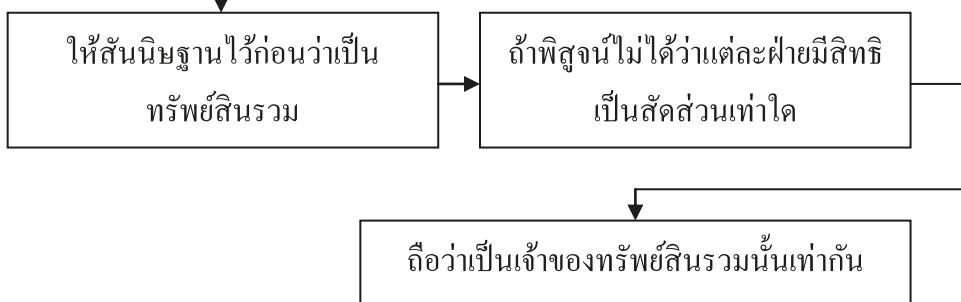 ให้สันนิษฐานไว้ก่อนว่าเป็น
ทรัพย์สินรวม
ถ้าพิสูจน์ไม่ได้ว่าแต่ละฝ่ายมีสิทธิ
เป็นสัดส่วนเท่าใด
ถือว่าเป็นเจ้าของทรัพย์สินรวมนั้นเท่ากัน